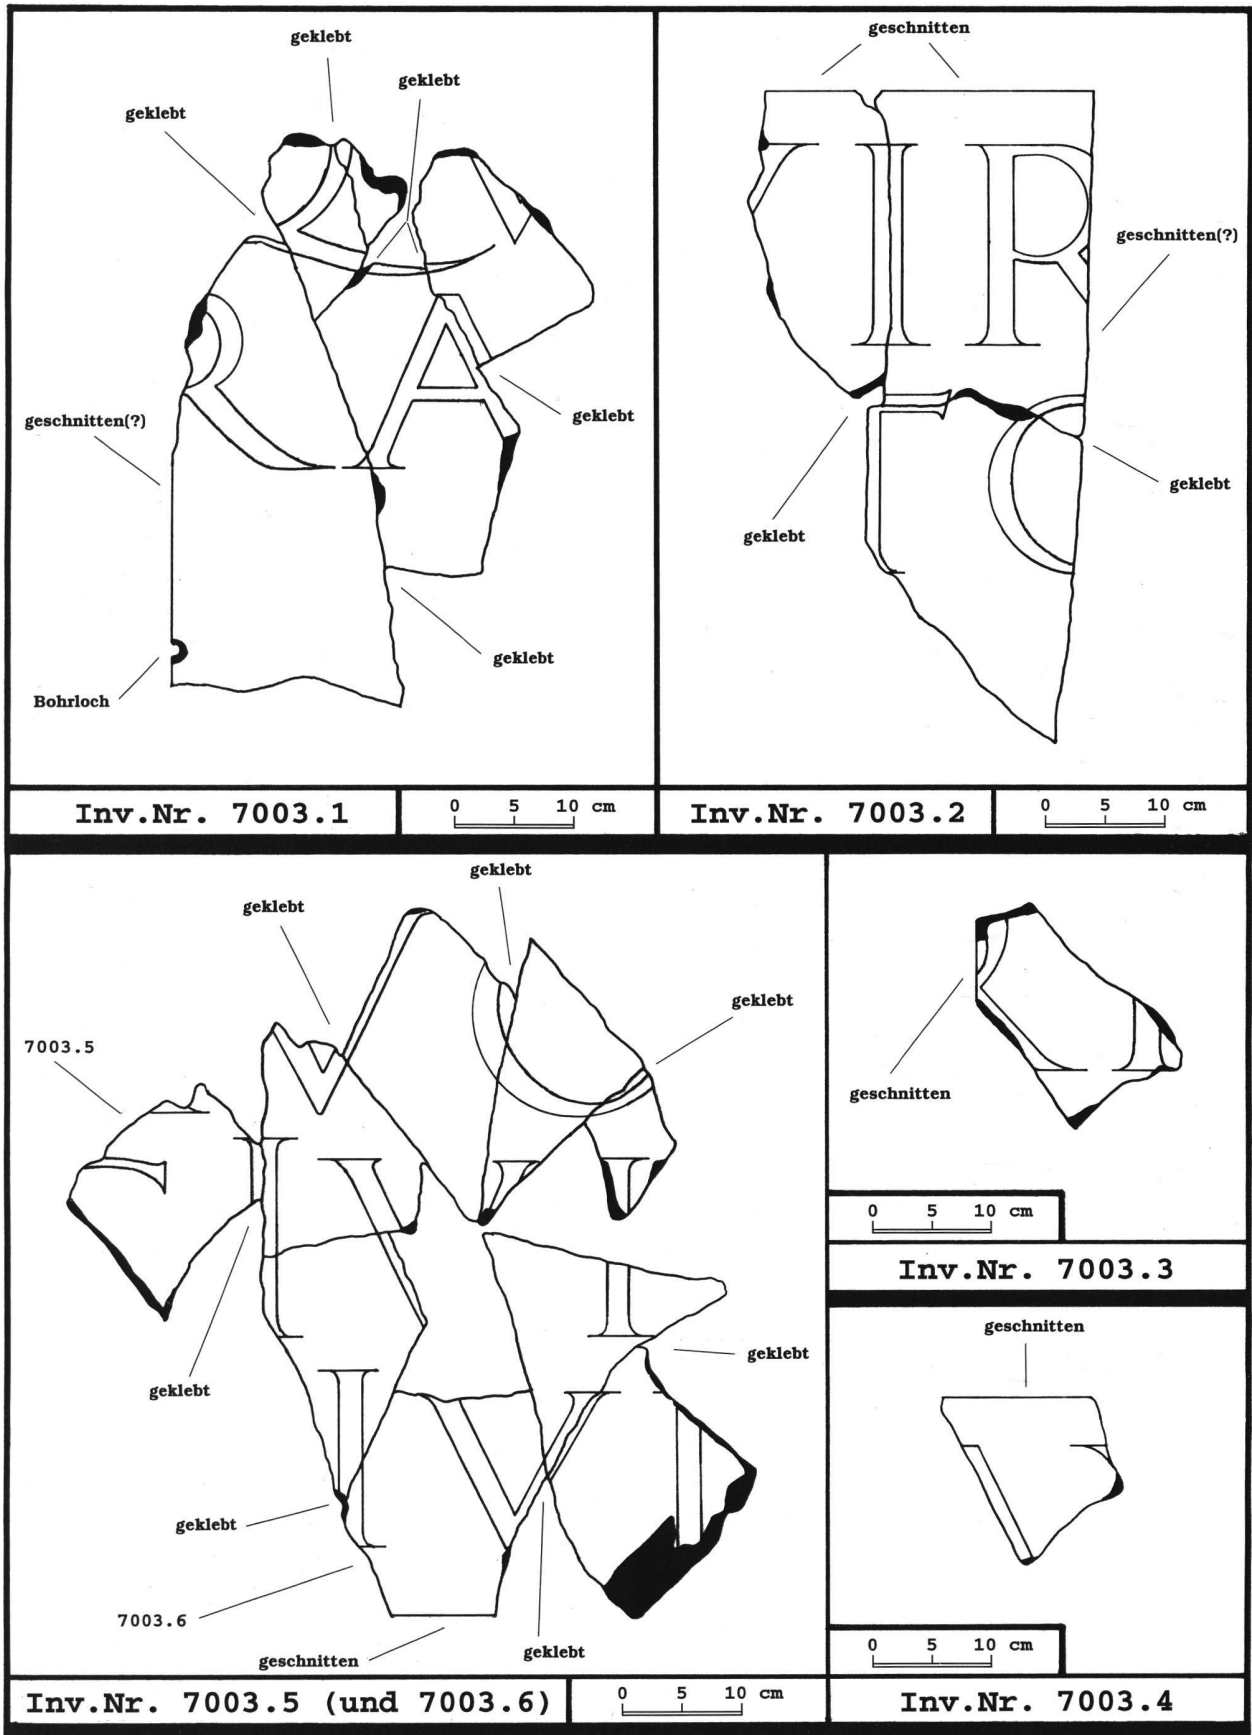 geklebt
geklebt
geklebt
geschnitten(?)
geklebt
geklebt
Bohrloch
R A
Inv.Nr. 7003.1
0 5 10 cm
geschnitten
geschnitten(?)
geklebt
geklebt
I R
Inv.Nr. 7003.2
0 5 10 cm
geklebt
geklebt
geklebt
7003.5
geklebt
geklebt
geklebt
7003.6
geschnitten
geklebt
Inv.Nr. 7003.5 (und 7003.6)
0 5 10 cm
geschnitten
0 5 10 cm
Inv.Nr. 7003.3
geschnitten
0 5 10 cm
Inv.Nr. 7003.4